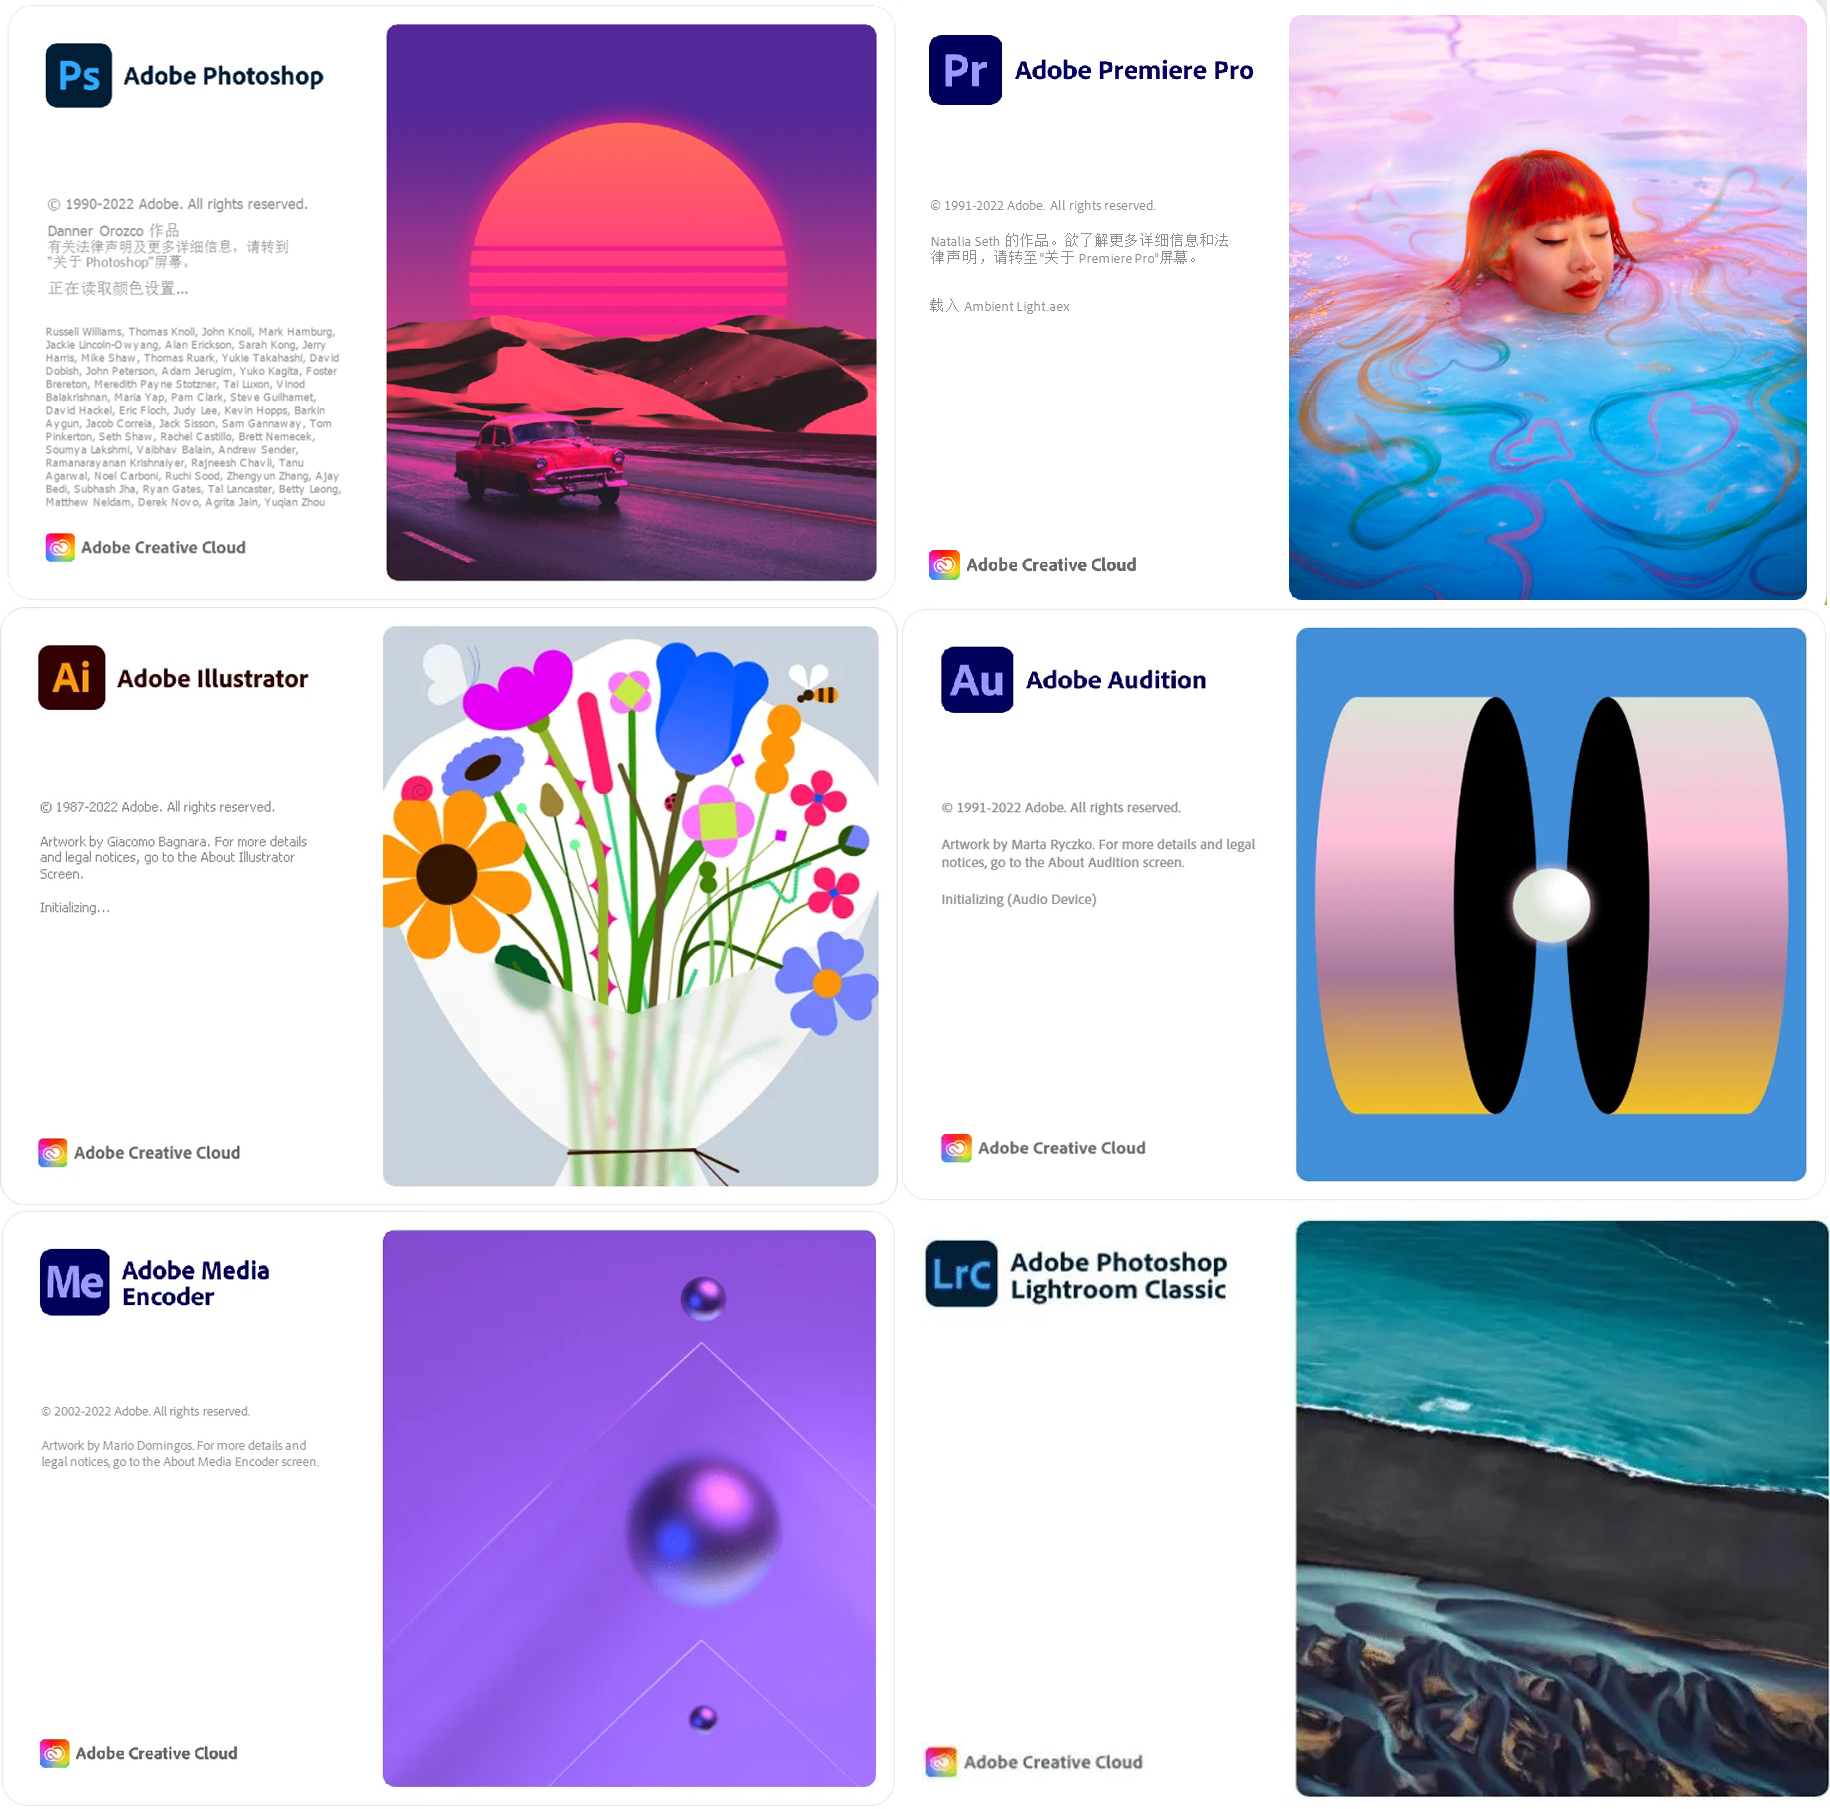 Ps Adobe Photoshop
© 1990-2022 Adobe. All rights reserved.
Danner Orozco 作品
有关法律声明及更多详细信息，请转到
“关于 Photoshop”屏幕。
正在读取颜色设置...
Russell Williams, Thomas Knoll, John Knoll, Mark Hamburg,
Jackie Lincoln-Owyang, Alan Erickson, Sarah Kong, Jerry
Harris, Mike Shaw, Thomas Ruark, Yukie Takahashi, David
Dobish, John Peterson, Adam Jerugim, Yuko Kagita, Foster
Brereton, Meredith Payne Stotzner, Tai Luxon, Vinod
Balakrishnan, Maria Yap, Pam Clark, Steve Guilhamet,
David Hackel, Eric Floch, Judy Lee, Kevin Hopps, Barkin
Aygun, Jacob Correia, Jack Sisson, Sam Gannaway, Tom
Pinkerton, Seth Shaw, Rachel Castillo, Brett Nemecek,
Soumya Lakshmi, Vaibhav Balain, Andrew Sender,
Ramanarayanan Krishnaiyer, Rajneesh Chavli, Tanu
Agarwal, Noel Carboni, Ruchi Sood, Zhengyun Zhang, Ajay
Bedi, Subhash Jha, Ryan Gates, Tal Lancaster, Betty Leong,
Matthew Neldam, Derek Novo, Agrita Jain, Yuqian Zhou
Adobe Creative Cloud
Pr Adobe Premiere Pro
© 1991-2022 Adobe. All rights reserved.
Natalia Seth 的作品。欲了解更多详细信息和法
律声明，请转至"关于 Premiere Pro"屏幕。
载入 Ambient Light.aex
Adobe Creative Cloud
Ai Adobe Illustrator
© 1987-2022 Adobe. All rights reserved.
Artwork by Giacomo Bagnara. For more details
and legal notices, go to the About Illustrator
Screen.
Initializing...
Adobe Creative Cloud
Au Adobe Audition
© 1991-2022 Adobe. All rights reserved.
Artwork by Marta Ryczko. For more details and legal
notices, go to the About Audition screen.
Initializing (Audio Device)
Adobe Creative Cloud
Me Adobe Media
Encoder
© 2002-2022 Adobe. All rights reserved.
Artwork by Mario Domingos. For more details and
legal notices, go to the About Media Encoder screen.
Adobe Creative Cloud
LrC Adobe Photoshop
Lightroom Classic
Adobe Creative Cloud